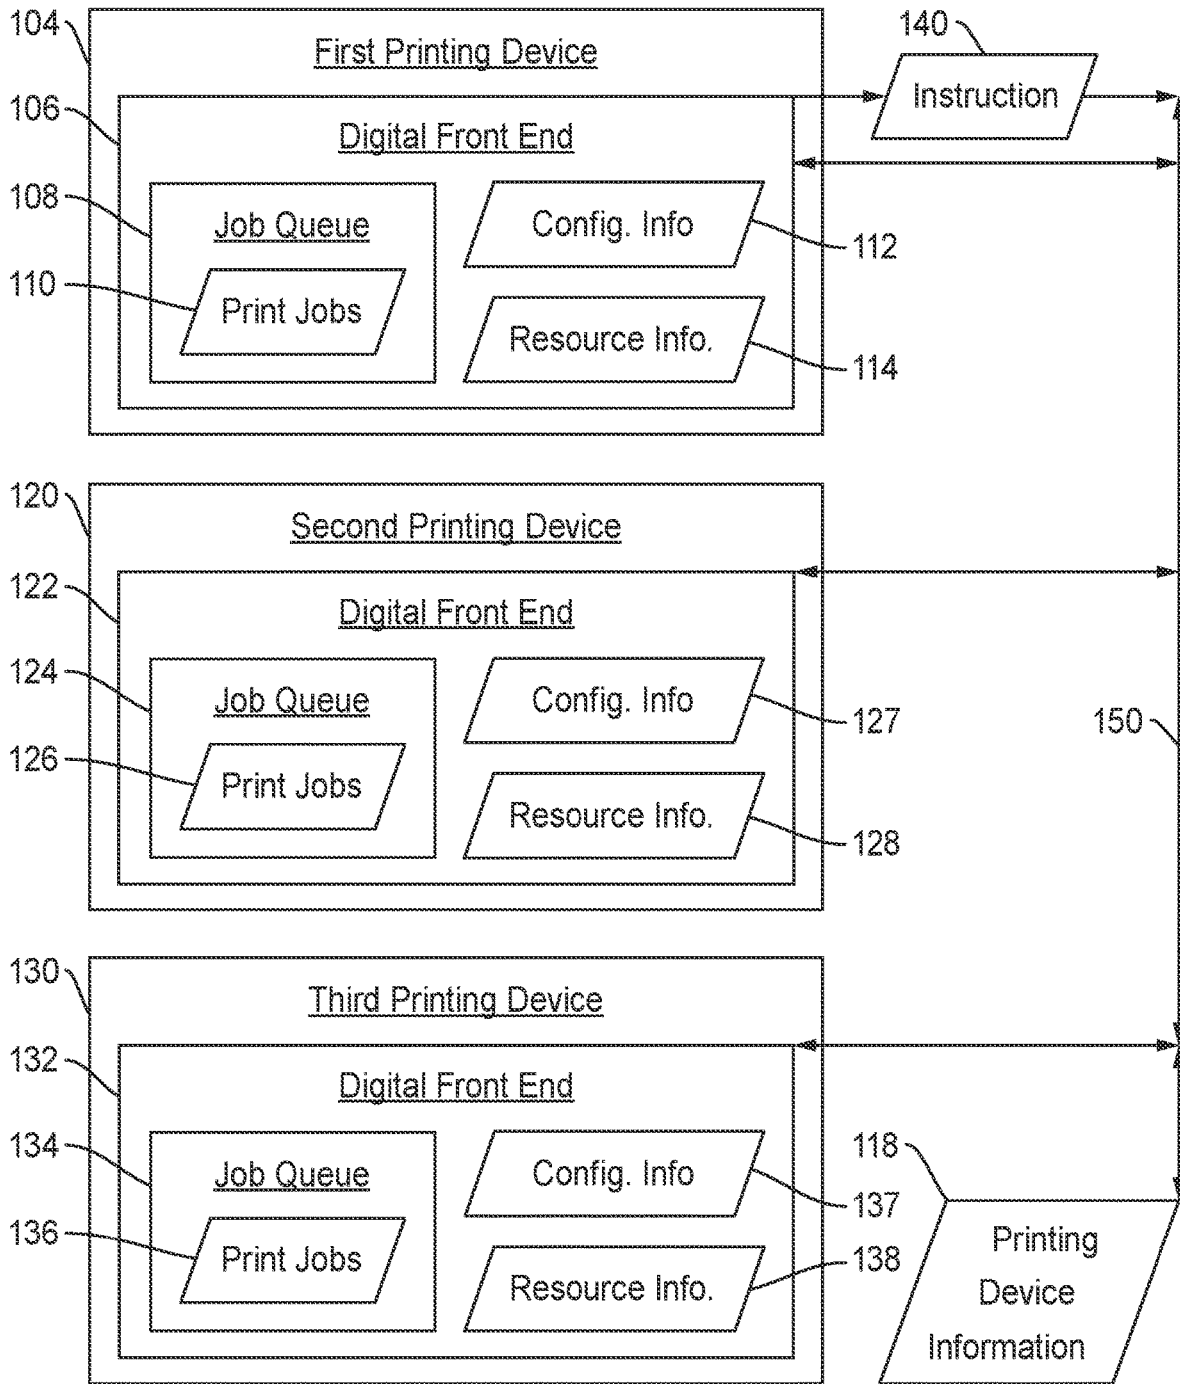 104
First Printing Device
140
Instruction
106
Digital Front End
108
Job Queue
Config. Info
112
110
Print Jobs
Resource Info.
114
120
Second Printing Device
122
Digital Front End
124
Job Queue
Config. Info
127
150
126
Print Jobs
Resource Info.
128
130
Third Printing Device
132
Digital Front End
134
Job Queue
Config. Info
137
118
136
Print Jobs
Resource Info.
138
Printing
Device
Information